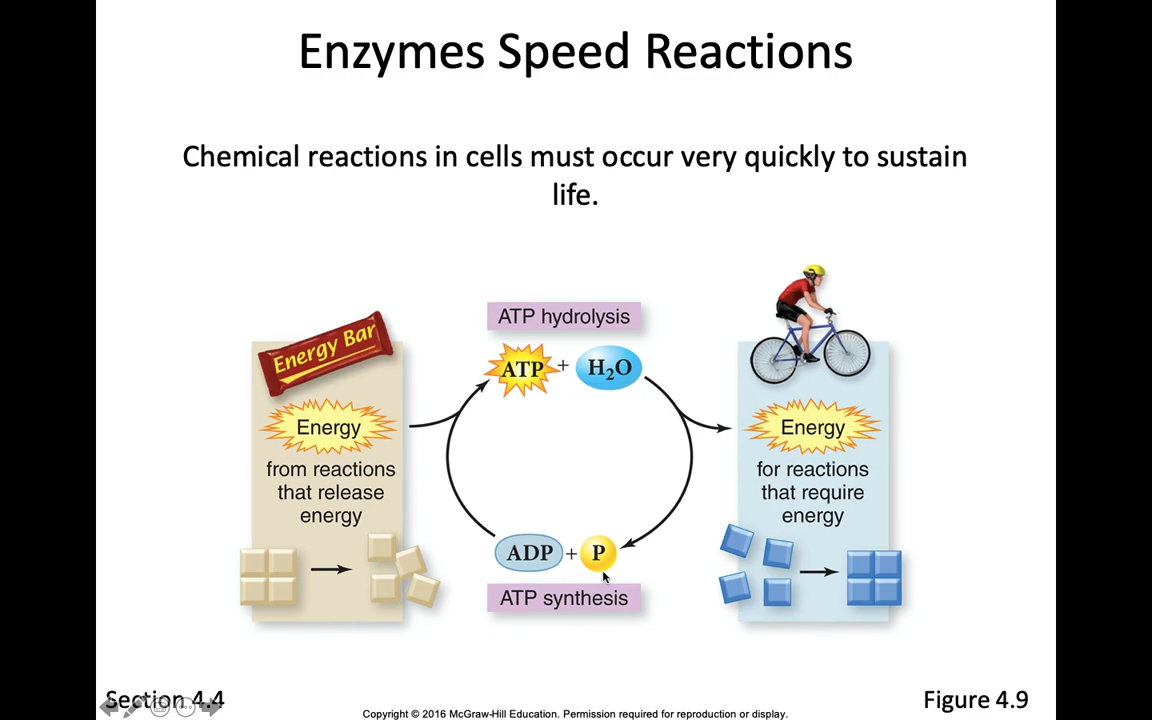 Enzymes Speed Reactions
Chemical reactions in cells must occur very quickly to sustain
life.
Energy Bar
Energy
from reactions
that release
energy
ATP hydrolysis
ATP + H₂O
ADP + P
ATP synthesis
Energy
for reactions
that require
energy
Section 4.4
Copyright © 2016 McGraw-Hill Education. Permission required for reproduction or display.
Figure 4.9